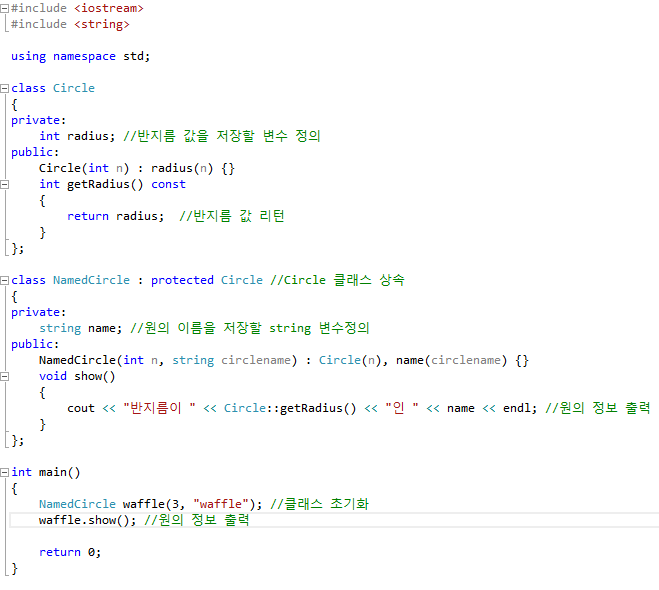 #include <iostream>
#include <string>
using namespace std;
class Circle
{
private:
    int radius; //반지름 값을 저장할 변수 정의
public:
    Circle(int n) : radius(n) {}
    int getRadius() const
    {
        return radius;  //반지름 값 리턴
    }
};
class NamedCircle : protected Circle //Circle 클래스 상속
{
private:
    string name; //원의 이름을 저장할 string 변수정의
public:
    NamedCircle(int n, string circlename) : Circle(n), name(circlename) {}
    void show()
    {
        cout << "반지름이 " << Circle::getRadius() << "인 " << name << endl; //원의 정보 출력
    }
};
int main()
{
    NamedCircle waffle(3, "waffle"); //클래스 초기화
    waffle.show(); //원의 정보 출력
    return 0;
}